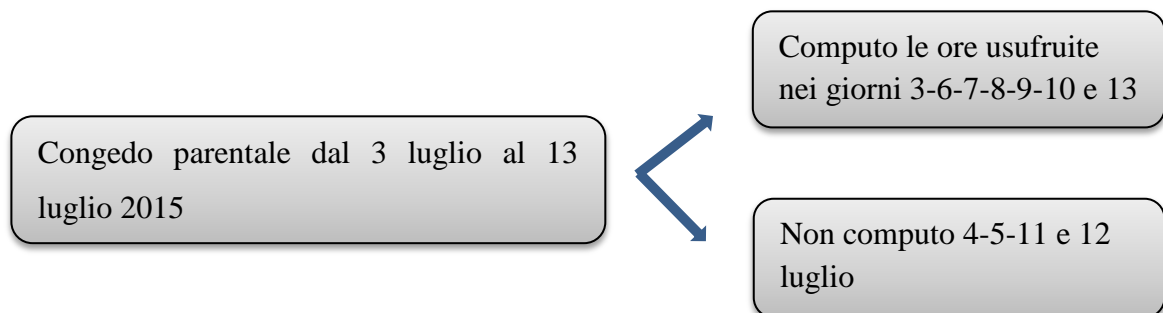 Congedo parentale dal 3 luglio al 13
luglio 2015
Computo le ore usufruite
nei giorni 3-6-7-8-9-10 e 13
Non computo 4-5-11 e 12
luglio